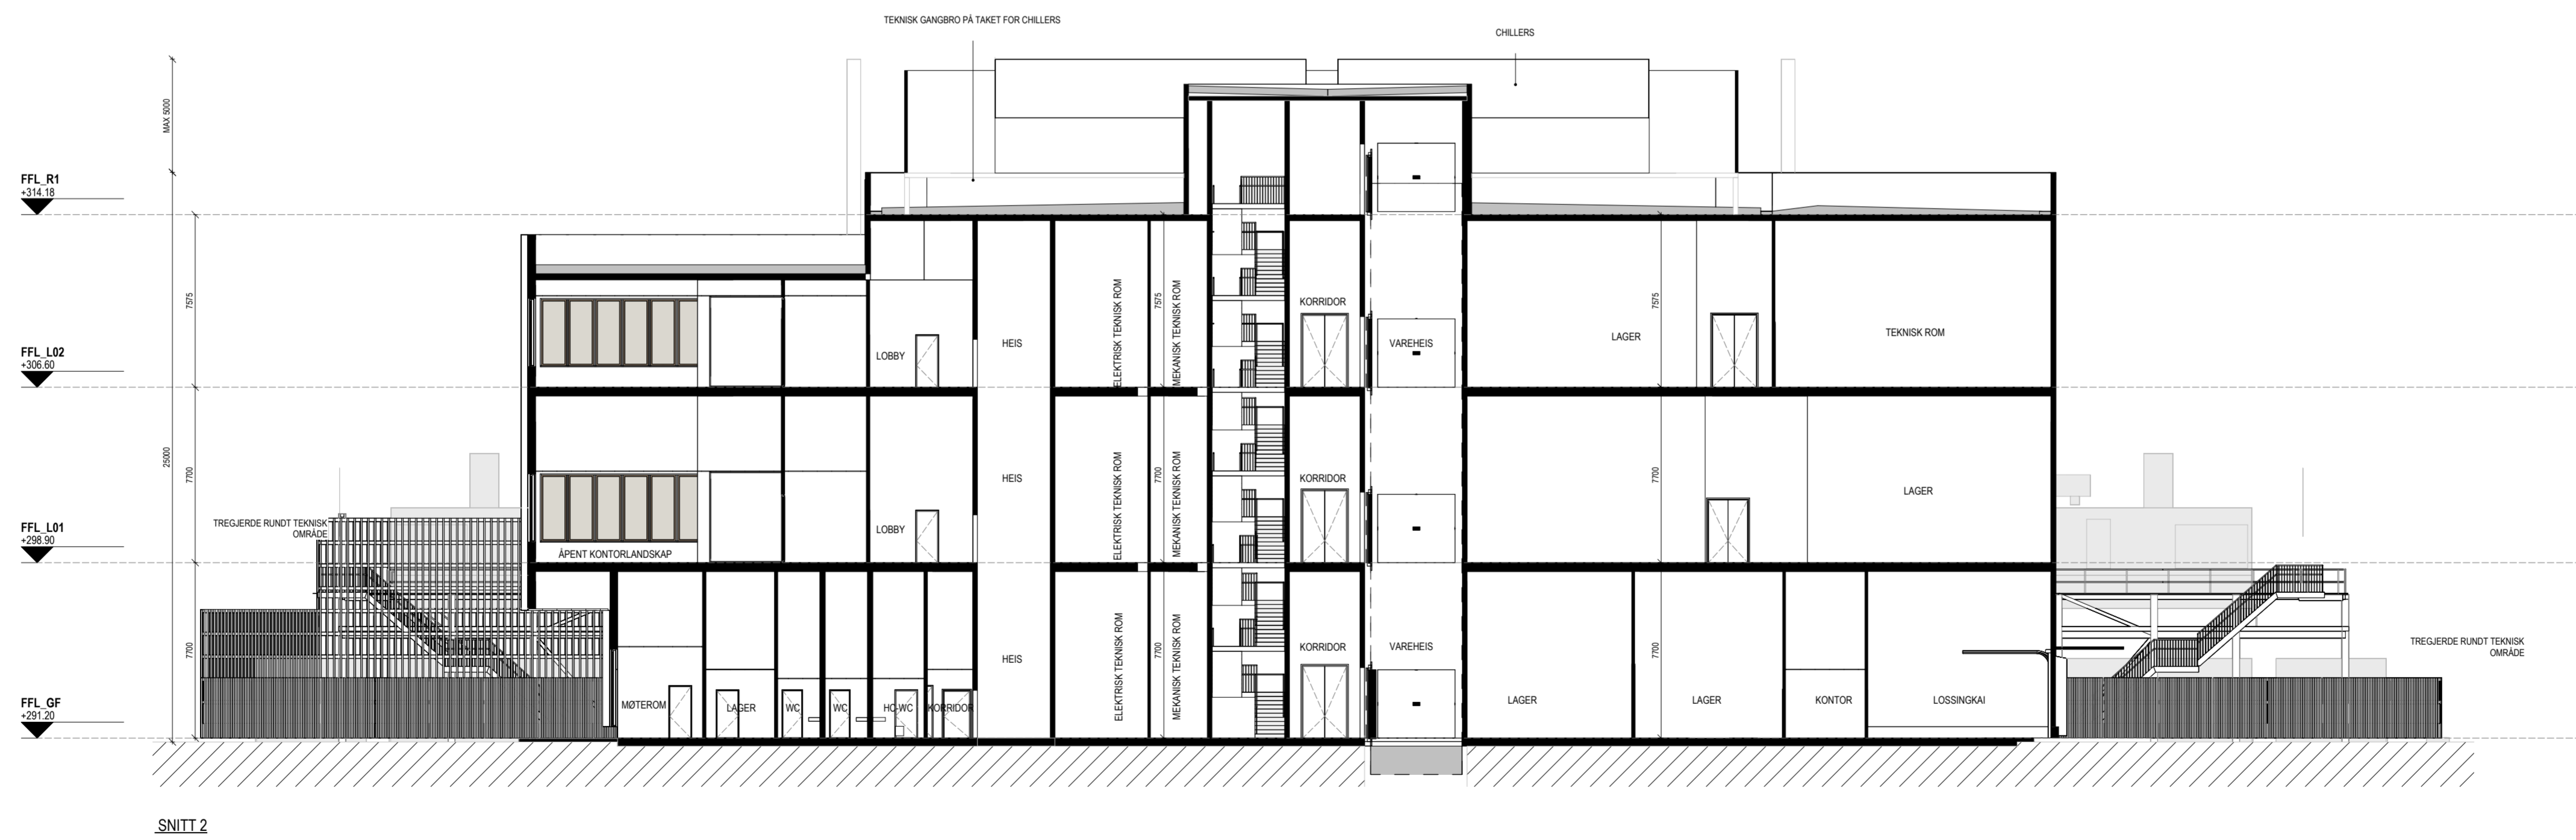 TEKNISK GANGBRO PÅ TAKET FOR CHILLERS
CHILLERS
MAX 5000
FFL_R1
+314.18
7575
ELEKTRISK TEKNISK ROM
7575
MEKANISK TEKNISK ROM
KORRIDOR
7575
LAGER
TEKNISK ROM
HEIS
VAREHEIS
LOBBY
FFL_L02
+306.60
25000
7700
ELEKTRISK TEKNISK ROM
7700
MEKANISK TEKNISK ROM
HEIS
KORRIDOR
7700
LAGER
TREGJERDE RUNDT TEKNISK
OMRÅDE
LOBBY
ÅPENT KONTORLANDSKAP
FFL_L01
+298.90
7700
ELEKTRISK TEKNISK ROM
7700
MEKANISK TEKNISK ROM
HEIS
KORRIDOR
VAREHEIS
7700
TREGJERDE RUNDT TEKNISK
OMRÅDE
MØTEROM
LAGER
WC
WC
HC-WC
KORRIDOR
LAGER
LAGER
KONTOR
LOSSINGKAI
FFL_GF
+291.20
SNITT 2